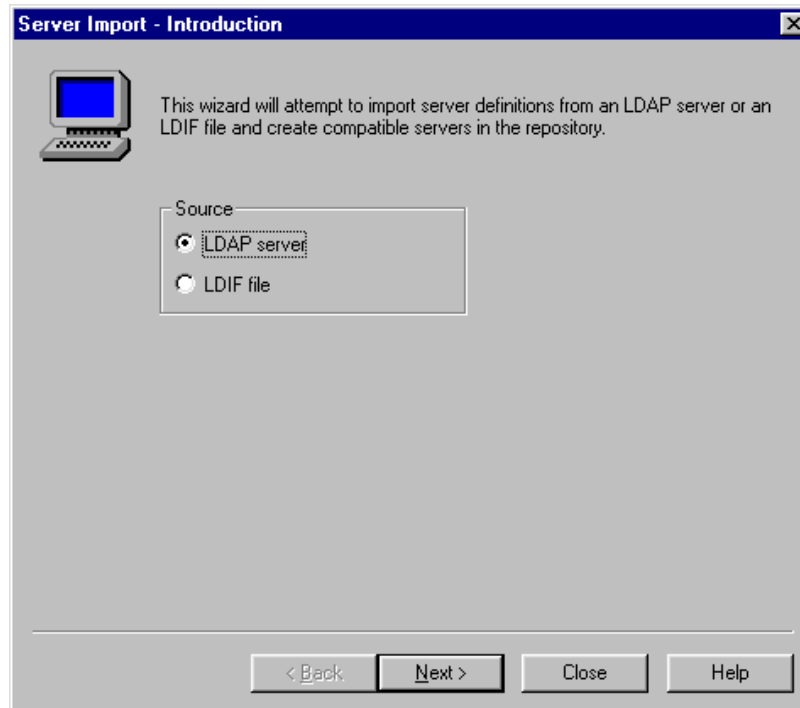 Server Import - Introduction
This wizard will attempt to import server definitions from an LDAP server or an
LDIF file and create compatible servers in the repository.
Source
LDAP server
LDIF file
< Back
Next >
Close
Help